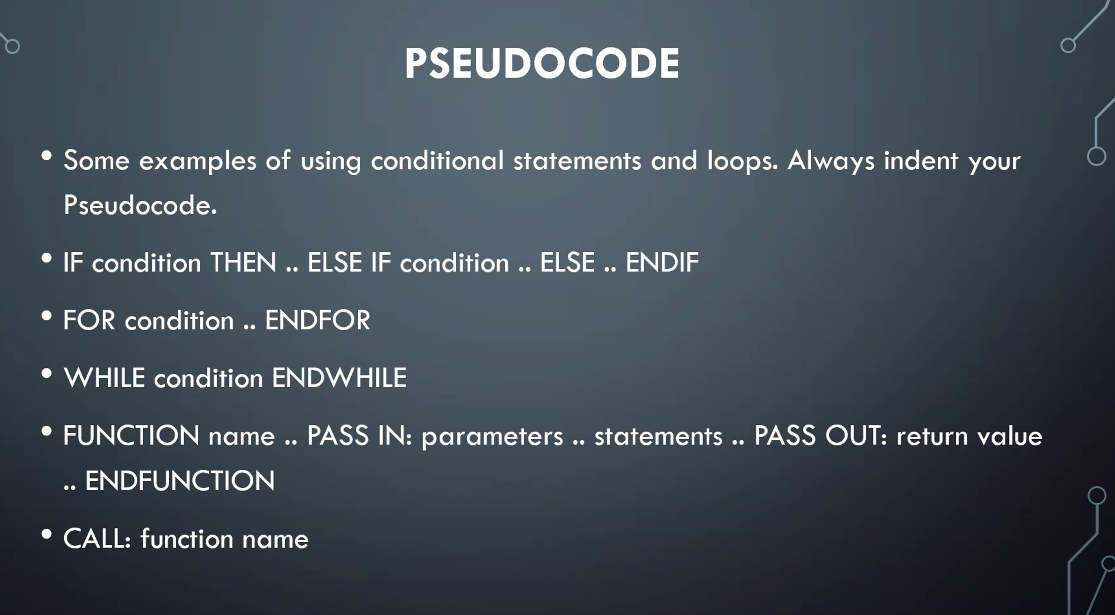 PSEUDOCODE
• Some examples of using conditional statements and loops. Always indent your
Pseudocode.
• IF condition THEN .. ELSE IF condition .. ELSE .. ENDIF
• FOR condition .. ENDFOR
• WHILE condition ENDWHILE
• FUNCTION name .. PASS IN: parameters .. statements .. PASS OUT: return value
.. ENDFUNCTION
• CALL: function name